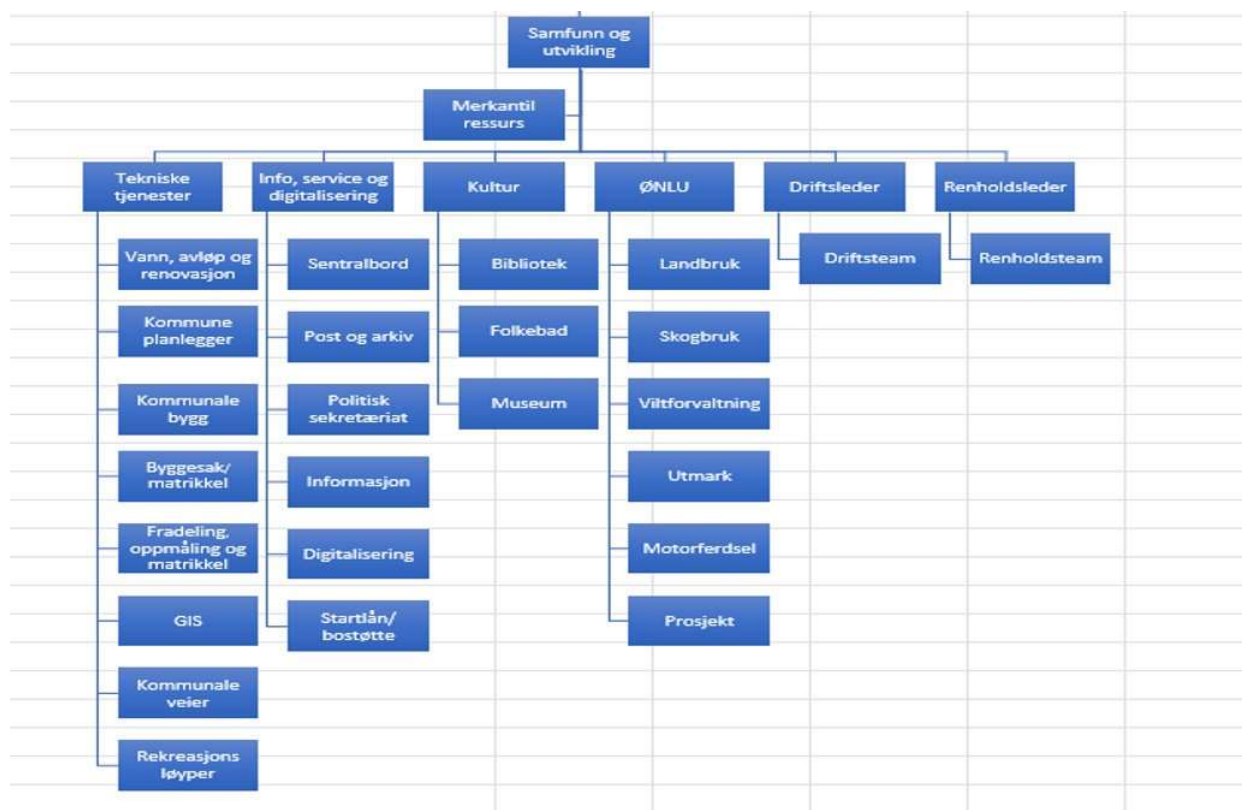 Samfunn og
utvikling
Merkantil
ressurs
Tekniske
tjenester
Info, service og
digitalisering
Kultur
ØNLU
Driftsleder
Renholdsleder
Vann, avløp og
renovasjon
Kommune
planlegger
Kommunale
bygg
Byggesak/
matrikkel
Fradeling,
oppmåling og
matrikkel
GIS
Kommunale
veier
Rekreasjons
løyper
Sentralbord
Post og arkiv
Politisk
sekretæriat
Informasjon
Digitalisering
Startlån/
bostøtte
Bibliotek
Folkebad
Museum
Landbruk
Skogbruk
Viltforvaltning
Utmark
Motorferdsel
Prosjekt
Driftsteam
Renholdsteam